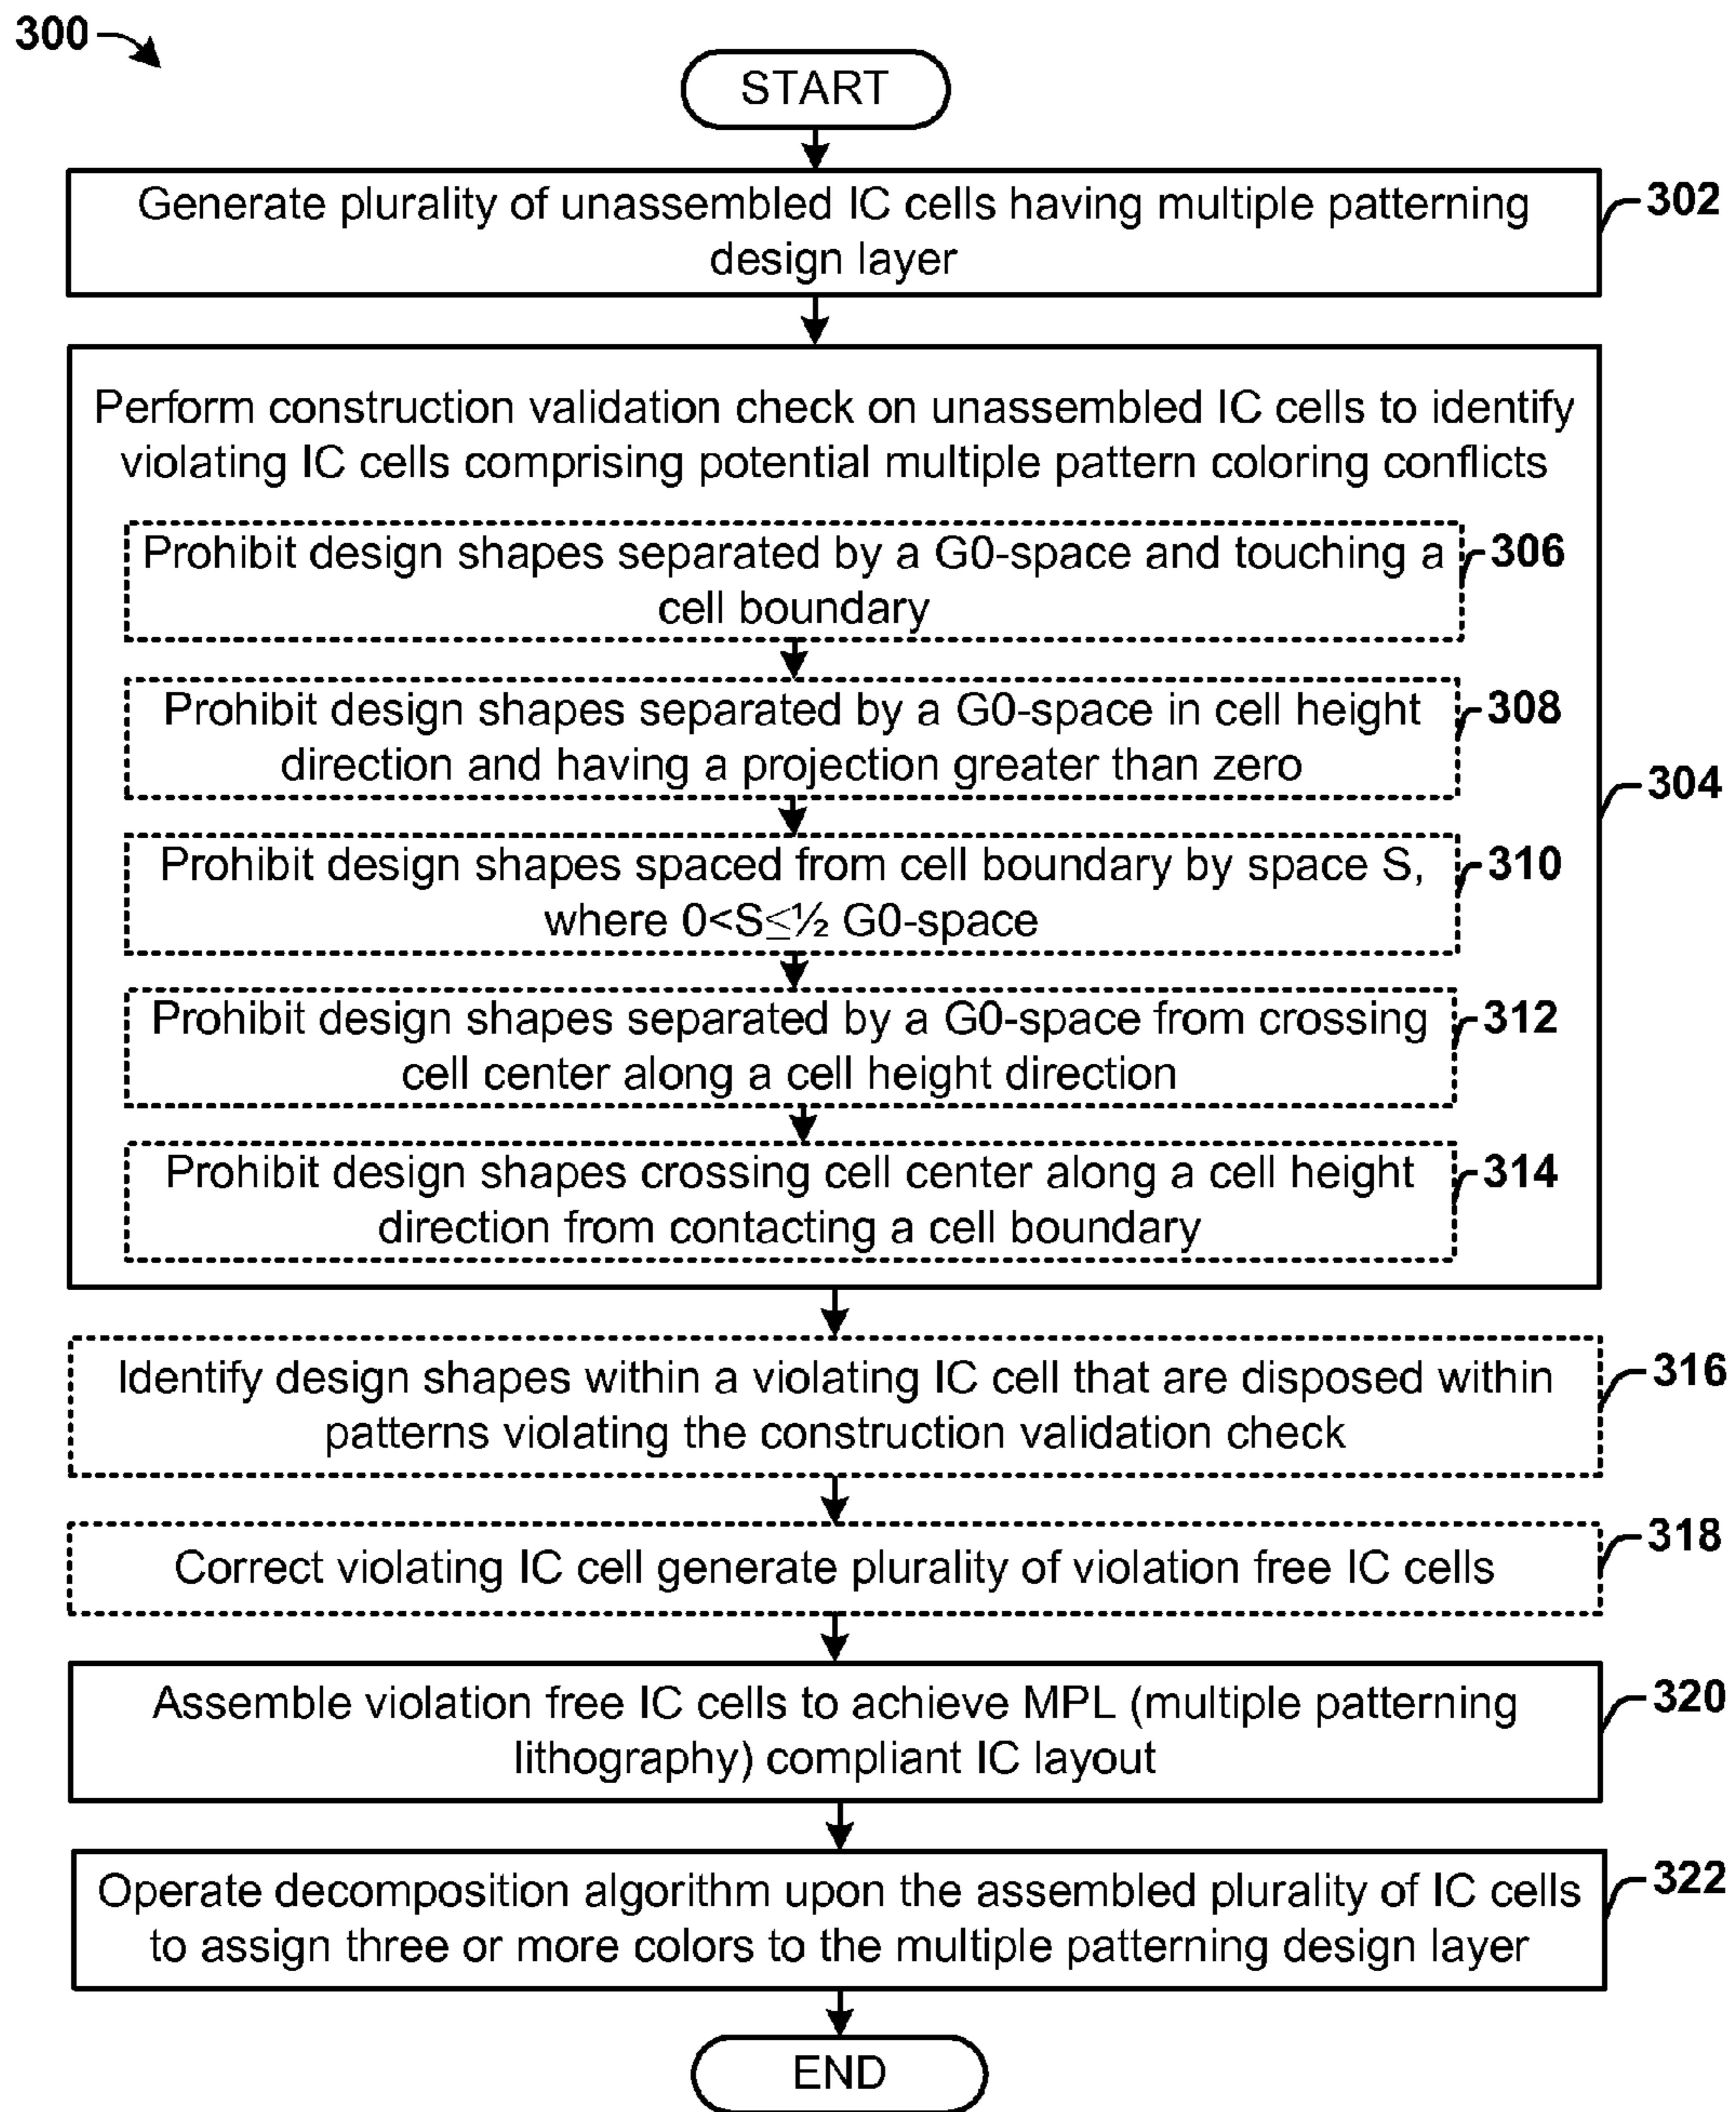 300
START
Generate plurality of unassembled IC cells having multiple patterning
design layer
302
Perform construction validation check on unassembled IC cells to identify
violating IC cells comprising potential multiple pattern coloring conflicts
Prohibit design shapes separated by a G0-space and touching a
cell boundary
306
Prohibit design shapes separated by a G0-space in cell height
direction and having a projection greater than zero
308
304
Prohibit design shapes spaced from cell boundary by space S,
where 0<S≤½ G0-space
310
Prohibit design shapes separated by a G0-space from crossing
cell center along a cell height direction
312
Prohibit design shapes crossing cell center along a cell height
direction from contacting a cell boundary
314
Identify design shapes within a violating IC cell that are disposed within
patterns violating the construction validation check
316
Correct violating IC cell generate plurality of violation free IC cells
318
Assemble violation free IC cells to achieve MPL (multiple patterning
lithography) compliant IC layout
320
Operate decomposition algorithm upon the assembled plurality of IC cells
to assign three or more colors to the multiple patterning design layer
322
END